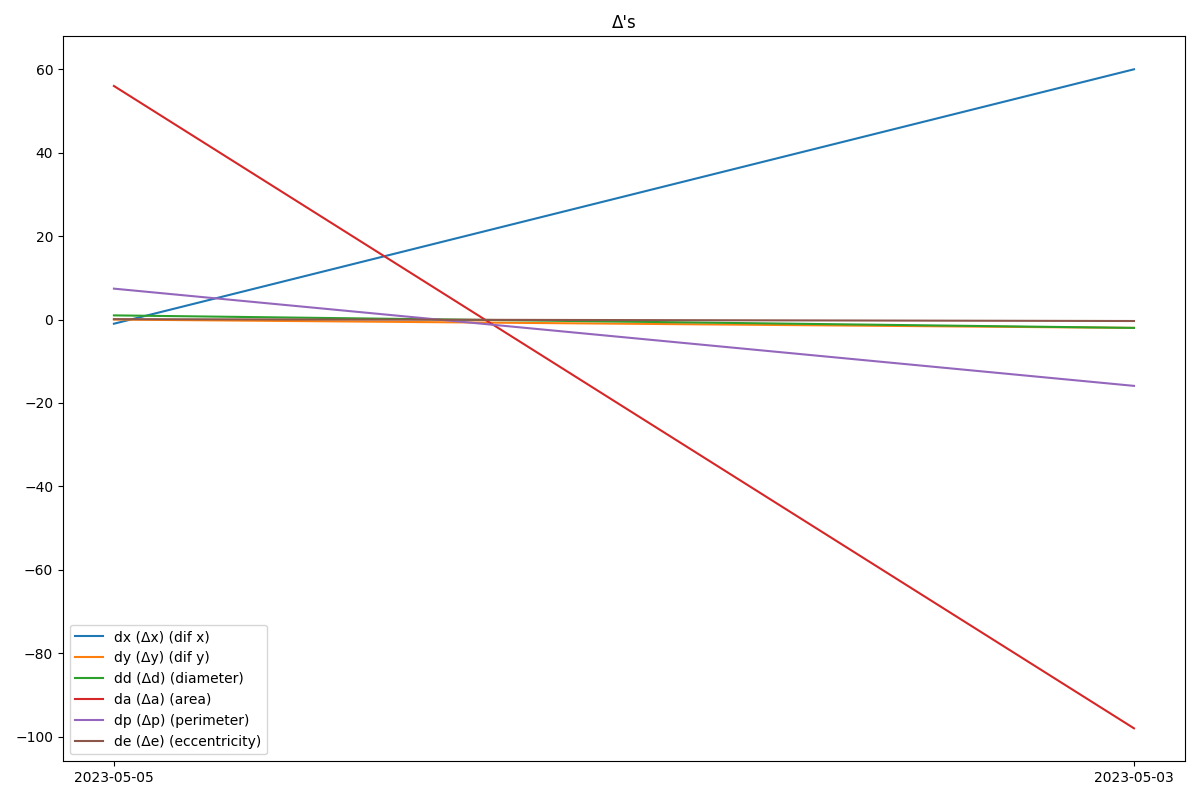 Δ's
60
40
20
0
−20
−40
−60
−80
−100
dx (Δx) (dif x)
dy (Δy) (dif y)
dd (Δd) (diameter)
da (Δa) (area)
dp (Δp) (perimeter)
de (Δe) (eccentricity)
2023-05-05
2023-05-03